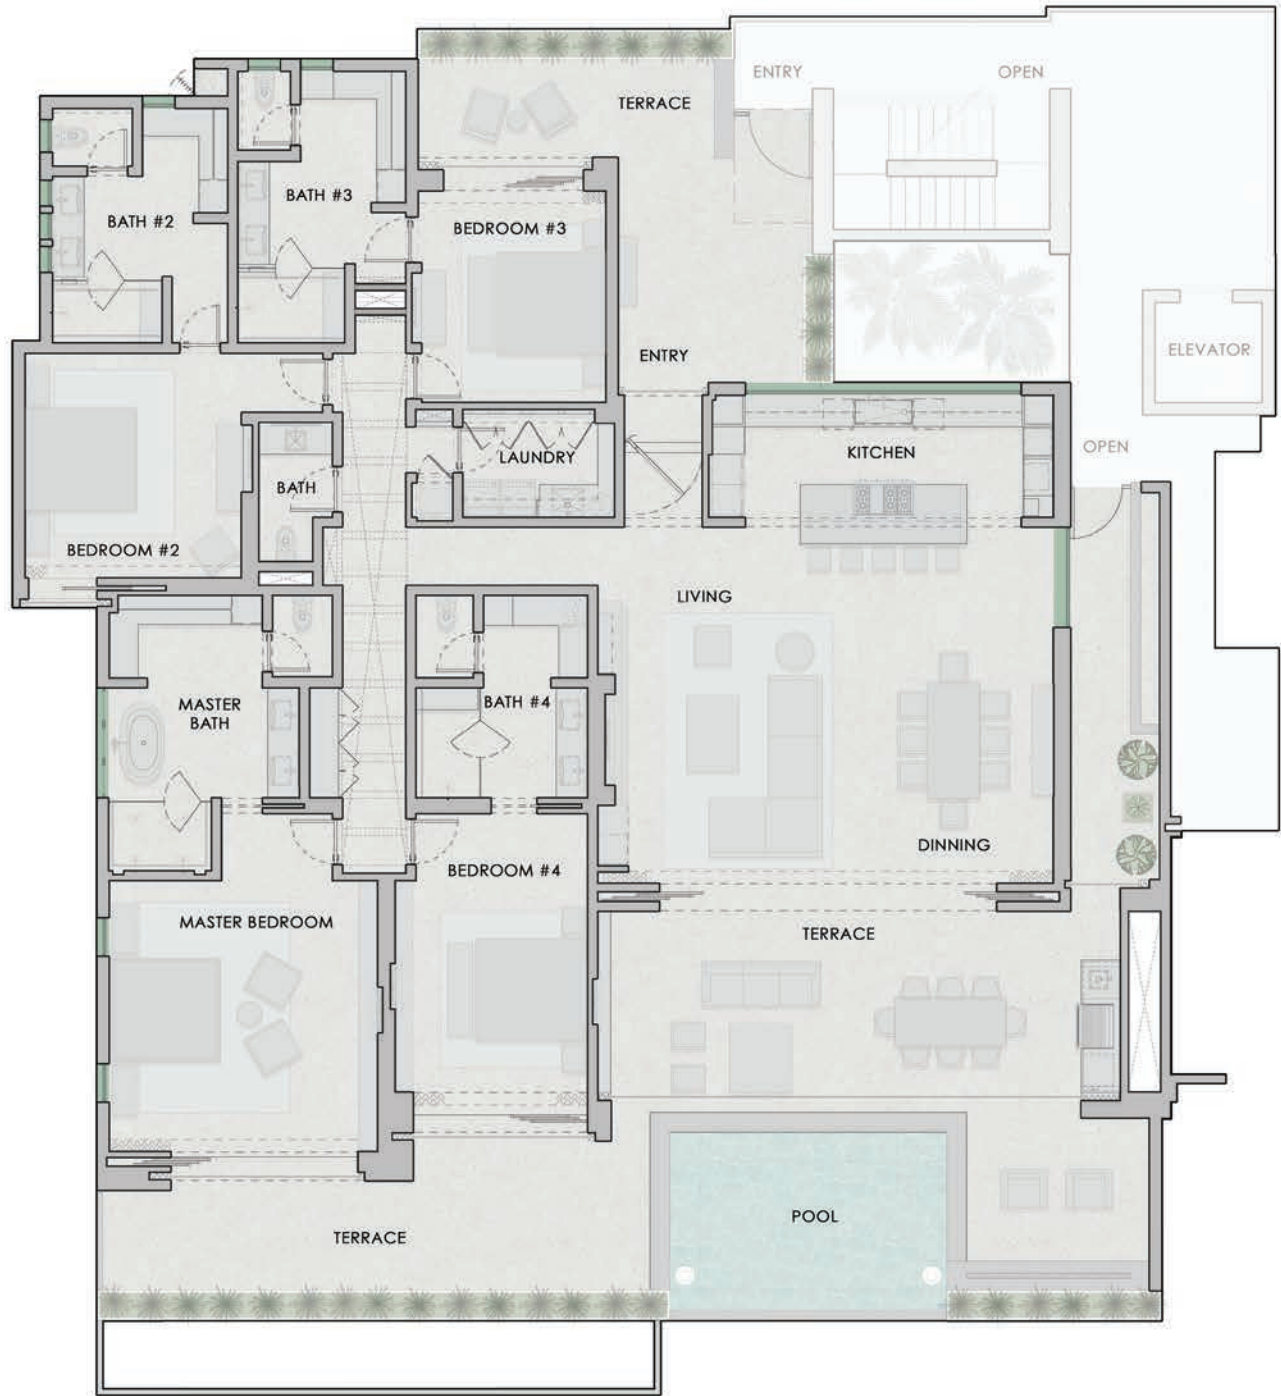 ENTRY
OPEN
TERRACE
BATH #3
BATH #2
BEDROOM #3
ELEVATOR
ENTRY
OPEN
KITCHEN
LAUNDRY
BATH
BEDROOM #2
LIVING
MASTER
BATH
BATH #4
DINNING
BEDROOM #4
MASTER BEDROOM
TERRACE
POOL
TERRACE